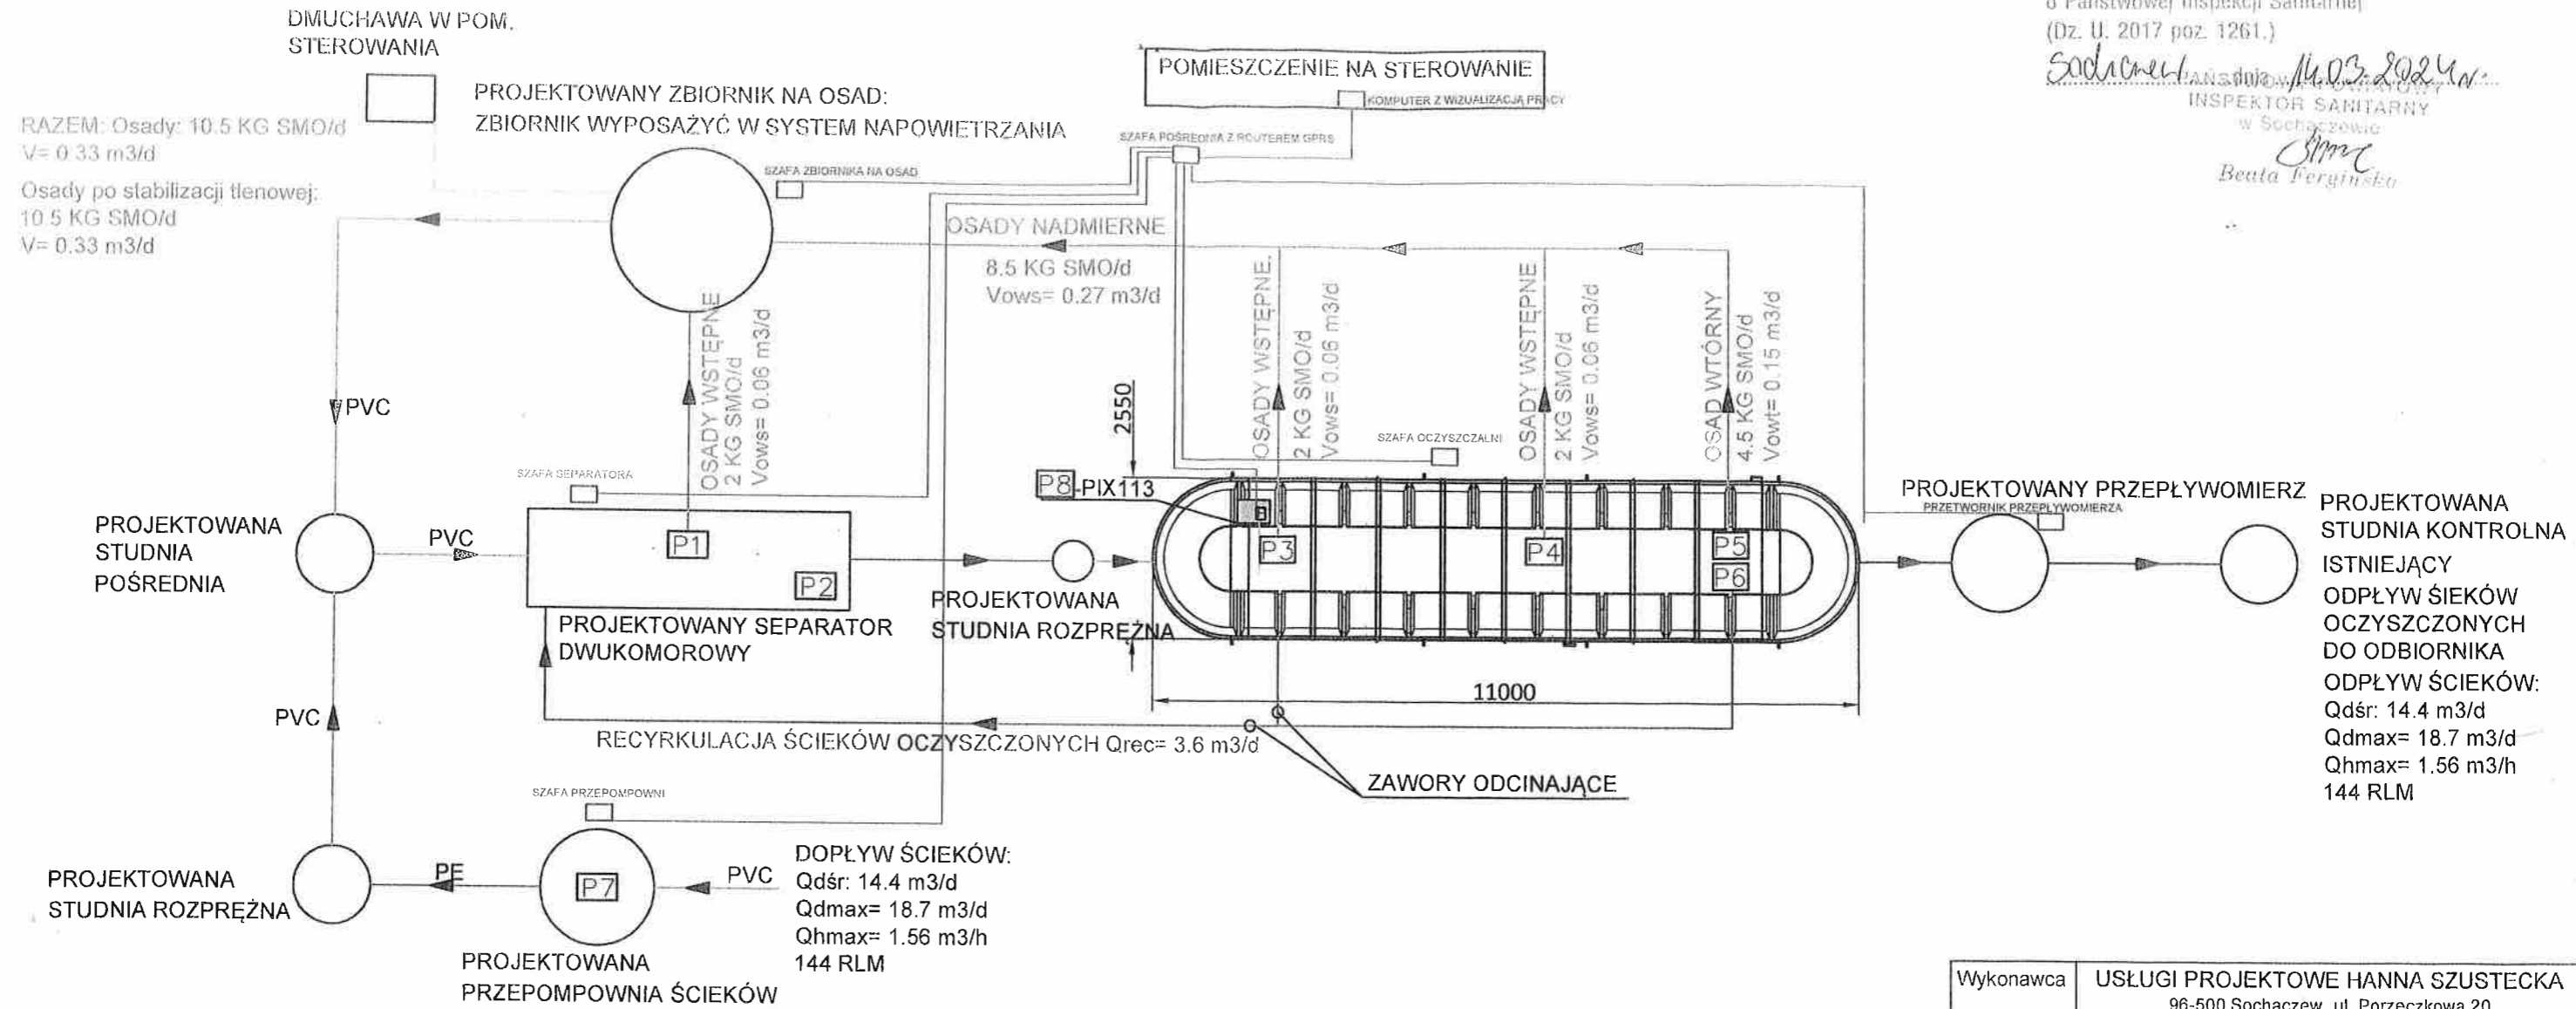 DMUCHAWA W POM.
STEROWANIA
PROJEKTOWANY ZBIORNIK NA OSAD:
ZBIORNIK WYPOSAŻYĆ W SYSTEM NAPOWIETRZANIA
RAZEM: Osady: 10.5 KG SMO/d
V= 0.33 m3/d
Osady po stabilizacji tlenowej:
10.5 KG SMO/d
V= 0.33 m3/d
POMIESZCZENIE NA STEROWANIE
KOMPUTER Z WIZUALIZACJĄ PRACY
SZAFA POŚREDNIA Z ROUTEREM GPRS
SZAFA ZBIORNIKA NA OSAD
o Państwowej Inspekcji Sanitarnej
(Dz. U. 2017 poz. 1261.)
dnia 14.03.2024 r.
INSPEKTOR SANITARNY
w Sochaczewie
Beata Fergińska
OSADY NADMIERNE
8.5 KG SMO/d
Vows= 0.27 m3/d
OSADY WSTĘPNE
2 KG SMO/d
Vows= 0.06 m3/d
OSADY WSTĘPNE.
2 KG SMO/d
Vows= 0.06 m3/d
OSADY WSTĘPNE
2 KG SMO/d
Vows= 0.06 m3/d
OSAD WTÓRNY
4.5 KG SMO/d
Vowt= 0.15 m3/d
PVC
2550
SZAFA OCZYSZCZALNI
SZAFA SEPARATORA
P8-PIX113
PROJEKTOWANA
STUDNIA
POŚREDNIA
PVC
P1
P2
P3
P4
P5
P6
PROJEKTOWANY SEPARATOR
DWUKOMOROWY
PROJEKTOWANA
STUDNIA ROZPRĘŻNA
PROJEKTOWANY PRZEPŁYWOMIERZ
PRZETWORNIK PRZEPŁYWOMIERZA
PROJEKTOWANA
STUDNIA KONTROLNA
ISTNIEJĄCY
ODPŁYW ŚIEKÓW
OCZYSZCZONYCH
DO ODBIORNIKA
ODPŁYW ŚCIEKÓW:
Qdśr: 14.4 m3/d
Qdmax= 18.7 m3/d
Qhmax= 1.56 m3/h
144 RLM
11000
PVC
RECYRKULACJA ŚCIEKÓW OCZYSZCZONYCH Qrec= 3.6 m3/d
ZAWORY ODCINAJĄCE
SZAFA PRZEPOMPOWNI
PROJEKTOWANA
STUDNIA ROZPRĘŻNA
PE
P7
PVC
DOPŁYW ŚCIEKÓW:
Qdśr: 14.4 m3/d
Qdmax= 18.7 m3/d
Qhmax= 1.56 m3/h
144 RLM
PROJEKTOWANA
PRZEPOMPOWNIA ŚCIEKÓW
Wykonawca
USŁUGI PROJEKTOWE HANNA SZUSTECKA
96-500 Sochaczew, ul. Porzeczkowa 20